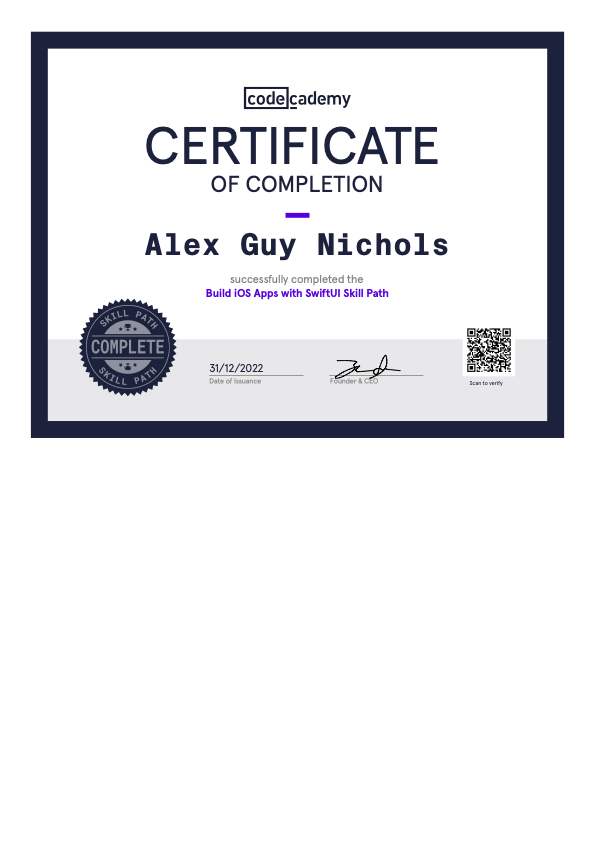 codecademy
CERTIFICATE
OF COMPLETION
Alex Guy Nichols
successfully completed the
Build iOS Apps with SwiftUI Skill Path
SKILL PATH
COMPLETE
SKILL PATH
31/12/2022
Date of Issuance
Founder & CEO
Scan to verify